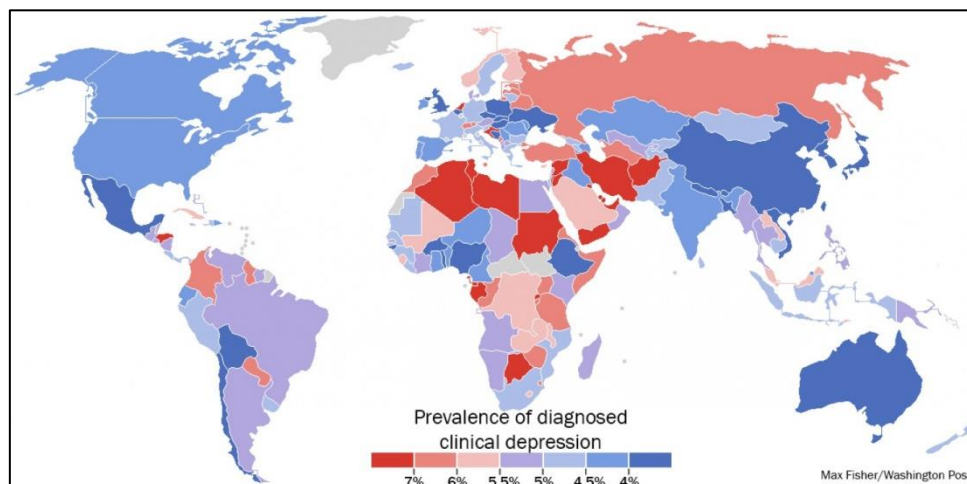 Prevalence of diagnosed
clinical depression
7% 6% 5.5% 5% 4.5% 4%
Max Fisher/Washington Pos